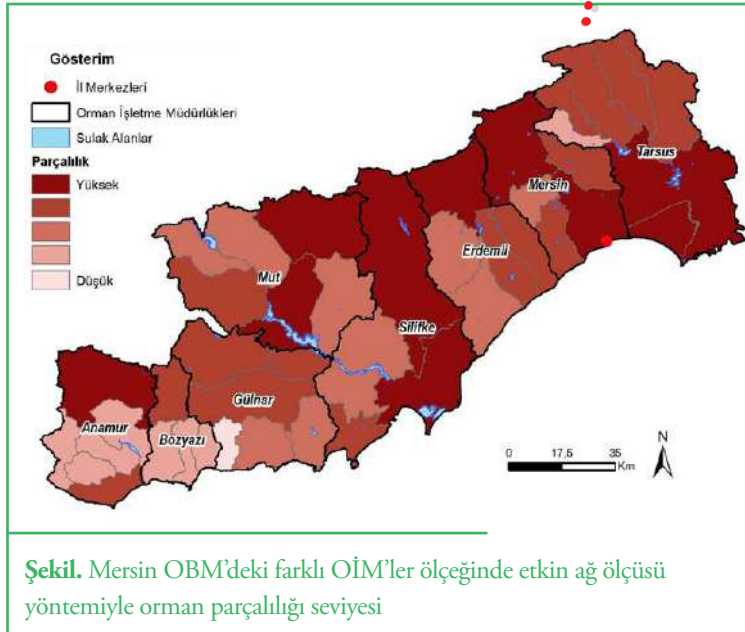 Gösterim
İl Merkezleri
Orman İşletme Müdürlükleri
Sulak Alanlar
Parçalılık
Yüksek
Düşük
Tarsus
Mersin
Erdemli
Mut
Silifke
Gülnar
Anamur
Bozyazı
N
0 17,5 35
Km
Şekil. Mersin OBM’deki farklı OİM’ler ölçeğinde etkin ağ ölçüsü
yöntemiyle orman parçalılığı seviyesi